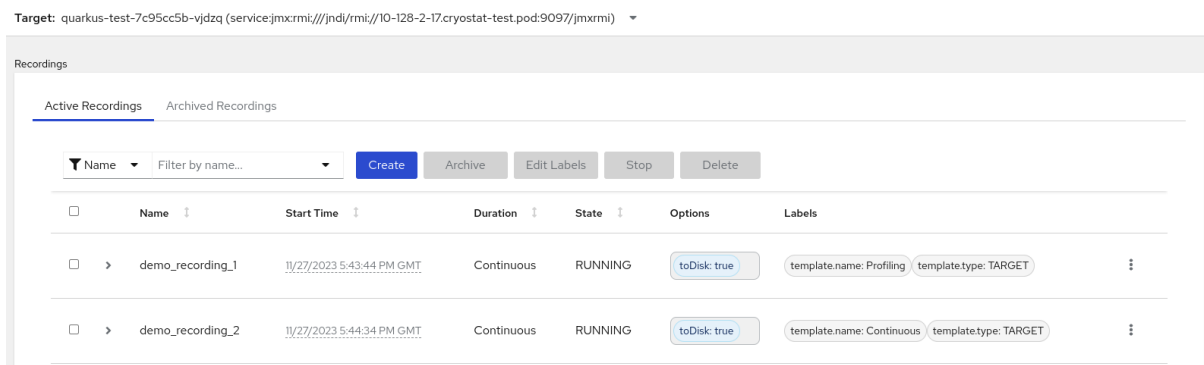 Target: quarkus-test-7c95cc5b-vjdzq (service:jmx:rmi:///jndi/rmi://10-128-2-17.cryostat-test.pod:9097/jmxrmi)
Recordings
Active Recordings Archived Recordings
Name Filter by name... Create Archive Edit Labels Stop Delete
Name Start Time Duration State Options Labels
demo_recording_1 11/27/2023 5:43:44 PM GMT Continuous RUNNING toDisk: true template.name: Profiling template.type: TARGET
demo_recording_2 11/27/2023 5:44:34 PM GMT Continuous RUNNING toDisk: true template.name: Continuous template.type: TARGET